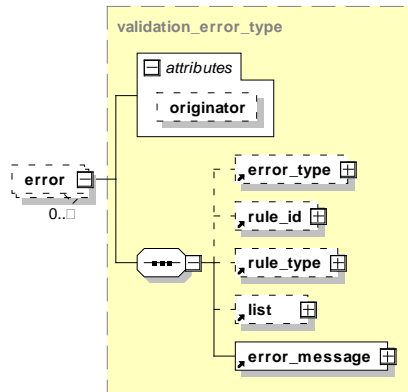 validation_error_type
attributes
originator
error
0..□
error_type
rule_id
rule_type
list
error_message